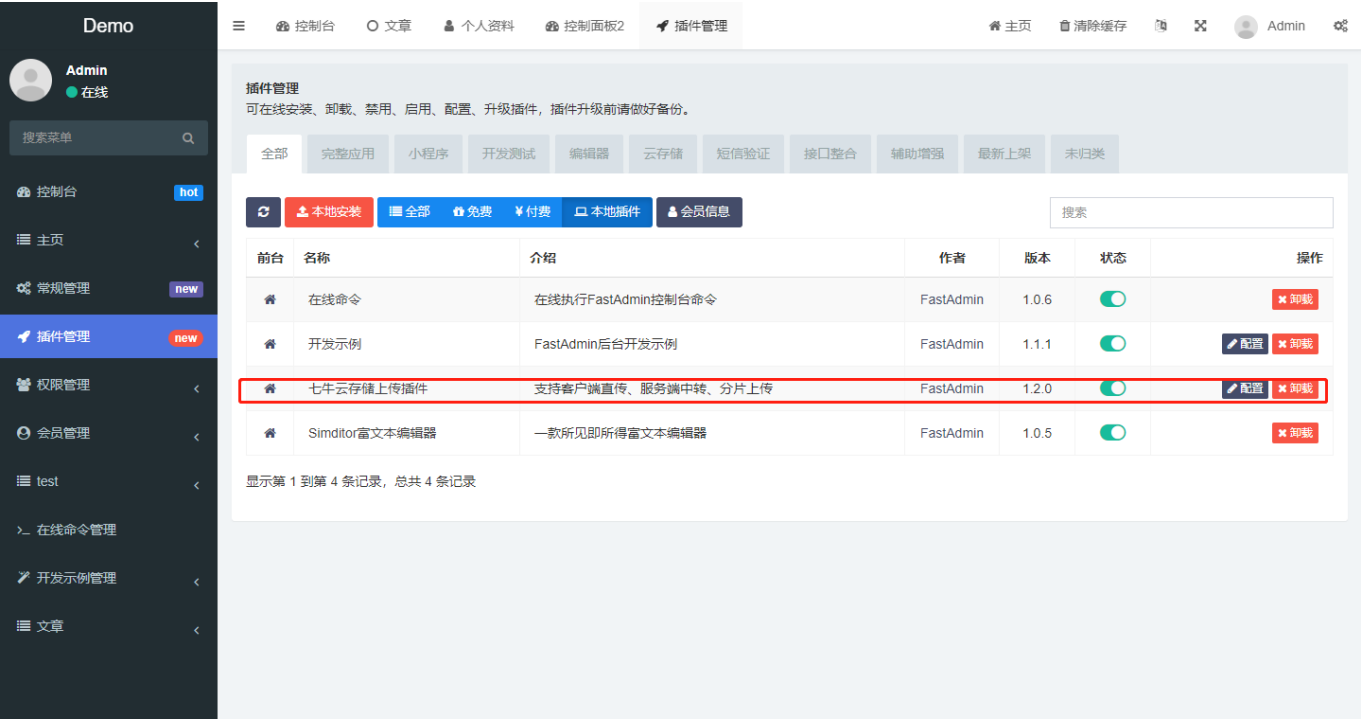 Demo
控制台 文章 个人资料 控制面板2 插件管理 主页 清除缓存 Admin
Admin
在线
搜索菜单
控制台 hot
主页
常规管理 new
插件管理 new
权限管理
会员管理
test
在线命令管理
开发示例管理
文章
插件管理
可在线安装、卸载、禁用、启用、配置、升级插件，插件升级前请做好备份。
全部 完整应用 小程序 开发测试 编辑器 云存储 短信验证 接口整合 辅助增强 最新上架 未归类
本地安装 全部 免费 ¥付费 本地插件 会员信息 搜索
前台 名称 介绍 作者 版本 状态 操作
在线命令 在线执行FastAdmin控制台命令 FastAdmin 1.0.6 卸载
开发示例 FastAdmin后台开发示例 FastAdmin 1.1.1 配置 卸载
七牛云存储上传插件 支持客户端直传、服务端中转、分片上传 FastAdmin 1.2.0 配置 卸载
Simditor富文本编辑器 一款所见即所得富文本编辑器 FastAdmin 1.0.5 卸载
显示第 1 到第 4 条记录，总共 4 条记录